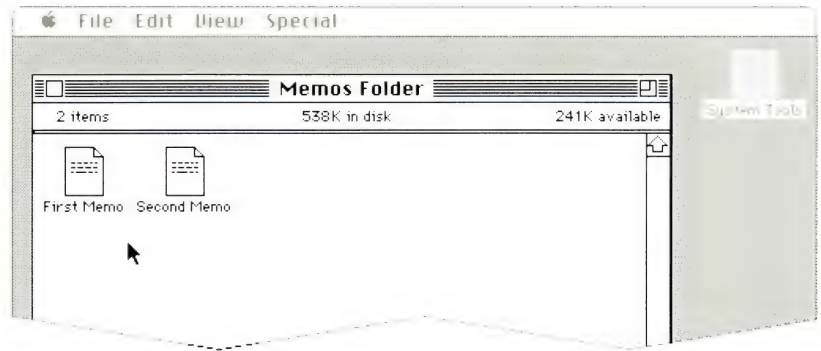 File Edit View Special
Memos Folder
2 items 538K in disk 241K available
System Tools
First Memo Second Memo